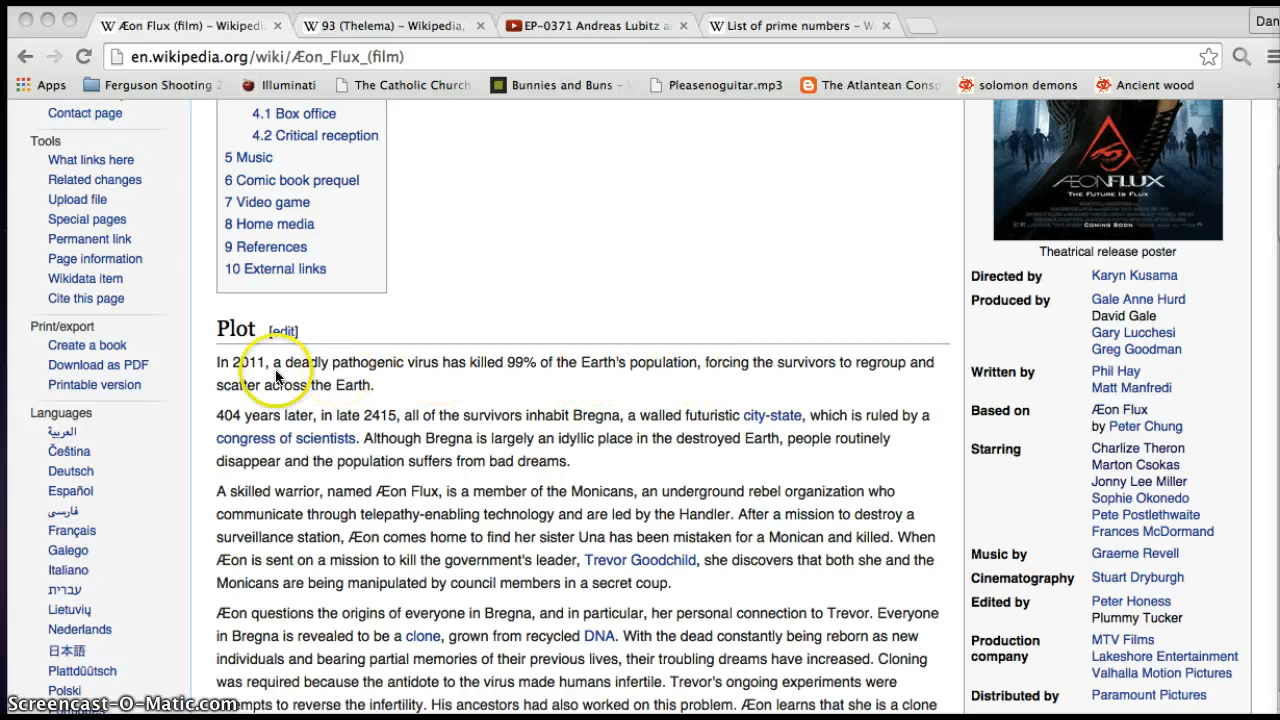 Æon Flux (film) – Wikipedi
93 (Thelema) – Wikipedia,
EP-0371 Andreas Lubitz a
List of prime numbers – W
Dan
en.wikipedia.org/wiki/Æon_Flux_(film)
Apps
Ferguson Shooting
Illuminati
The Catholic Churc
Bunnies and Buns –
Pleasenoguitar.mp3
The Atlantean Consp
solomon demons
Ancient wood
Contact page
Tools
What links here
Related changes
Upload file
Special pages
Permanent link
Page information
Wikidata item
Cite this page
Print/export
Create a book
Download as PDF
Printable version
Languages
العربية
Čeština
Deutsch
Español
فارسی
Français
Galego
Italiano
עברית
Lietuvių
Nederlands
日本語
Plattdüütsch
Polski
4.1 Box office
4.2 Critical reception
5 Music
6 Comic book prequel
7 Video game
8 Home media
9 References
10 External links
Plot [edit]
In 2011, a deadly pathogenic virus has killed 99% of the Earth's population, forcing the survivors to regroup and
scatter across the Earth.
404 years later, in late 2415, all of the survivors inhabit Bregna, a walled futuristic city-state, which is ruled by a
congress of scientists. Although Bregna is largely an idyllic place in the destroyed Earth, people routinely
disappear and the population suffers from bad dreams.
A skilled warrior, named Æon Flux, is a member of the Monicans, an underground rebel organization who
communicate through telepathy-enabling technology and are led by the Handler. After a mission to destroy a
surveillance station, Æon comes home to find her sister Una has been mistaken for a Monican and killed. When
Æon is sent on a mission to kill the government's leader, Trevor Goodchild, she discovers that both she and the
Monicans are being manipulated by council members in a secret coup.
Æon questions the origins of everyone in Bregna, and in particular, her personal connection to Trevor. Everyone
in Bregna is revealed to be a clone, grown from recycled DNA. With the dead constantly being reborn as new
individuals and bearing partial memories of their previous lives, their troubling dreams have increased. Cloning
was required because the antidote to the virus made humans infertile. Trevor's ongoing experiments were
attempts to reverse the infertility. His ancestors had also worked on this problem. Æon learns that she is a clone
ÆONFLUX
THE FUTURE IS FLUX
COMING SOON
Theatrical release poster
Directed by Karyn Kusama
Produced by Gale Anne Hurd
David Gale
Gary Lucchesi
Greg Goodman
Written by Phil Hay
Matt Manfredi
Based on Æon Flux
by Peter Chung
Starring Charlize Theron
Marton Csokas
Jonny Lee Miller
Sophie Okonedo
Pete Postlethwaite
Frances McDormand
Music by Graeme Revell
Cinematography Stuart Dryburgh
Edited by Peter Honess
Plummy Tucker
Production company MTV Films
Lakeshore Entertainment
Valhalla Motion Pictures
Distributed by Paramount Pictures
Screencast-O-Matic.com